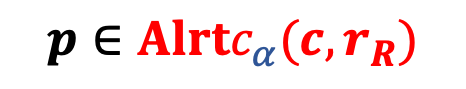 p ∈ Alrtc_α(c, r_R)